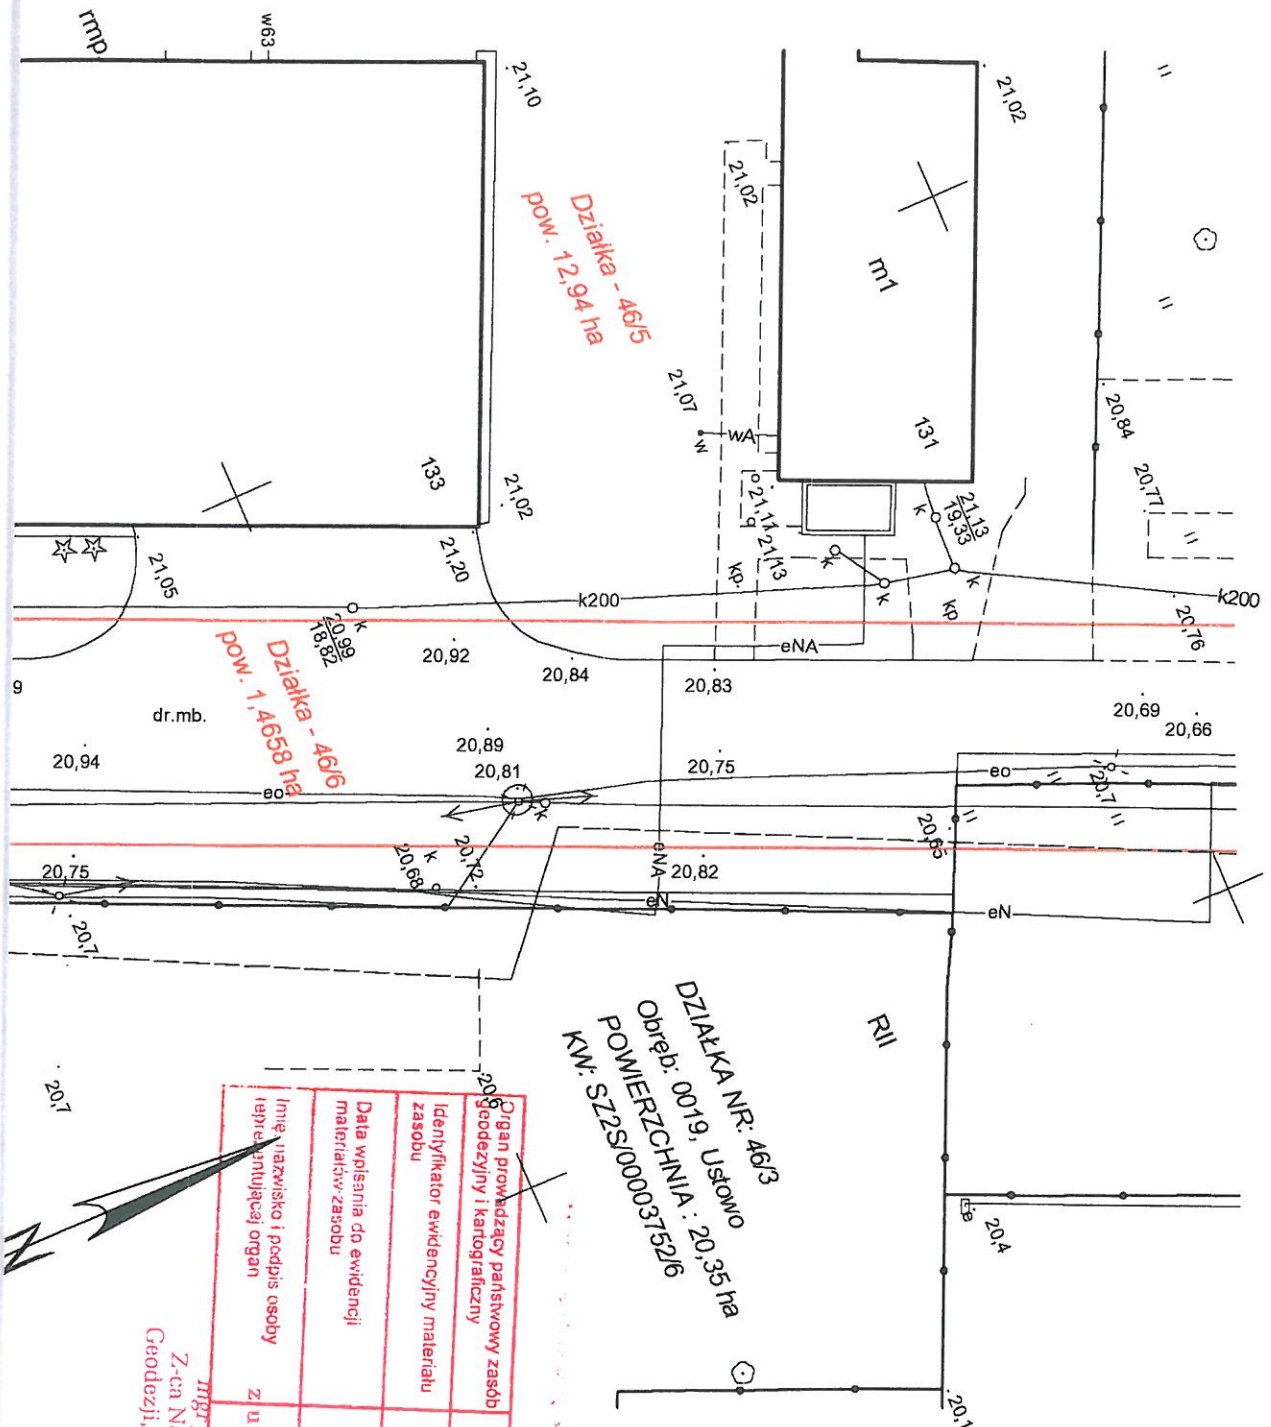 rmp.
w63
21,10
21,02
=
21,02
Działka - 46/5
pow. 12,94 ha
m1
=
21,07
w
wA
131
20,84
133
21,02
20,77
=
21,11
21,13
21,13
19,33
k
k
k
k
kp.
kp
21,20
21,05
k200
k200
20,99
18,82
k
20,76
eNA
20,92
20,84
20,83
9
dr.mb.
Działka - 46/6
pow. 1,4658 ha
20,69
20,66
20,94
20,89
20,81
20,75
eo
eo
k
20,7
20,65
20,75
k
20,68
20,72
eNA
20,82
eN
eN
20,7
DZIAŁKA NR: 46/3
Obręb: 0019, Ustowo
POWIERZCHNIA : 20,35 ha
KW: SZ2S/00003752/6
RII
20,7
20,6
e
20,4
Organ prowadzący państwowy zasób
geodezyjny i kartograficzny
Identyfikator ewidencyjny materiału
zasobu
Data wpisania do ewidencji
materiałów zasobu
Imię, nazwisko i podpis osoby
reprezentującej organ
z u
mgr
Z-ca N
Geodezji,
N
20,1